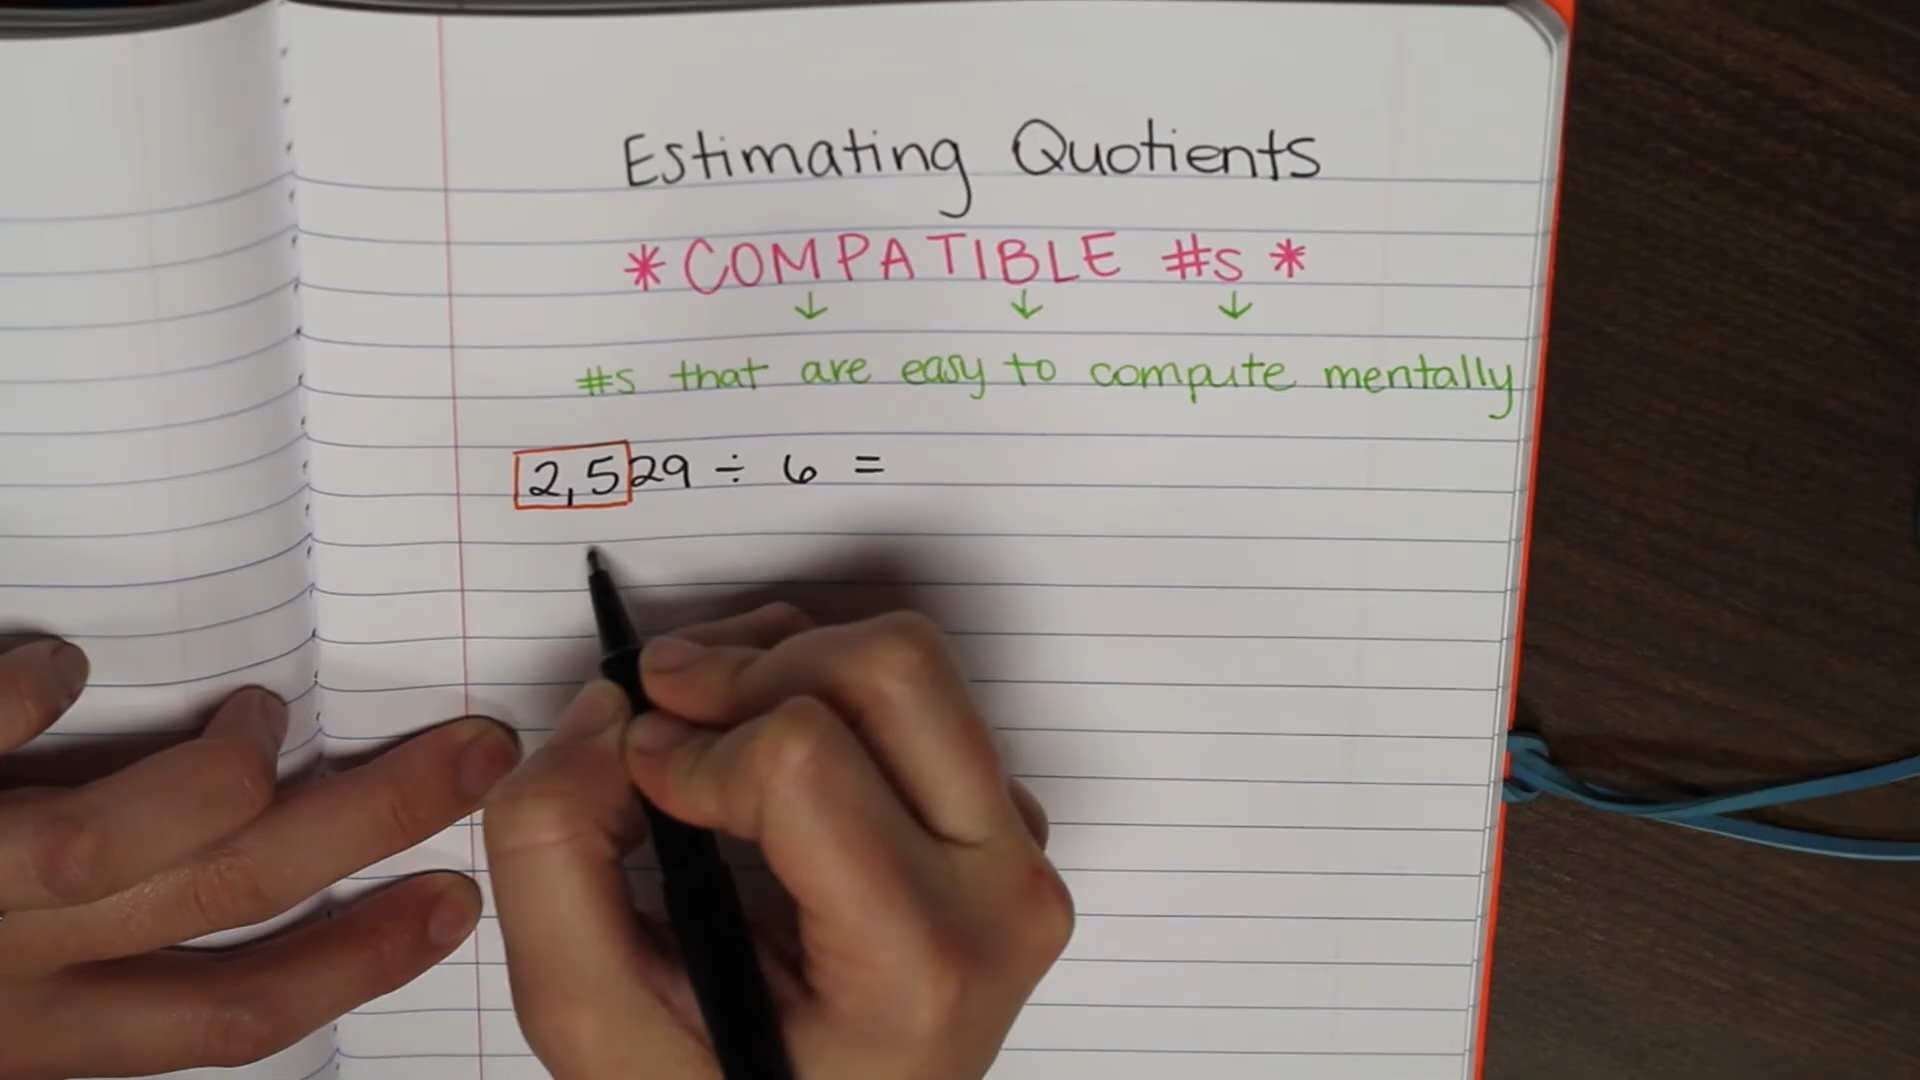 Estimating Quotients
* COMPATIBLE #s *
↓ ↓ ↓
#s that are easy to compute mentally
2,529 ÷ 6 =